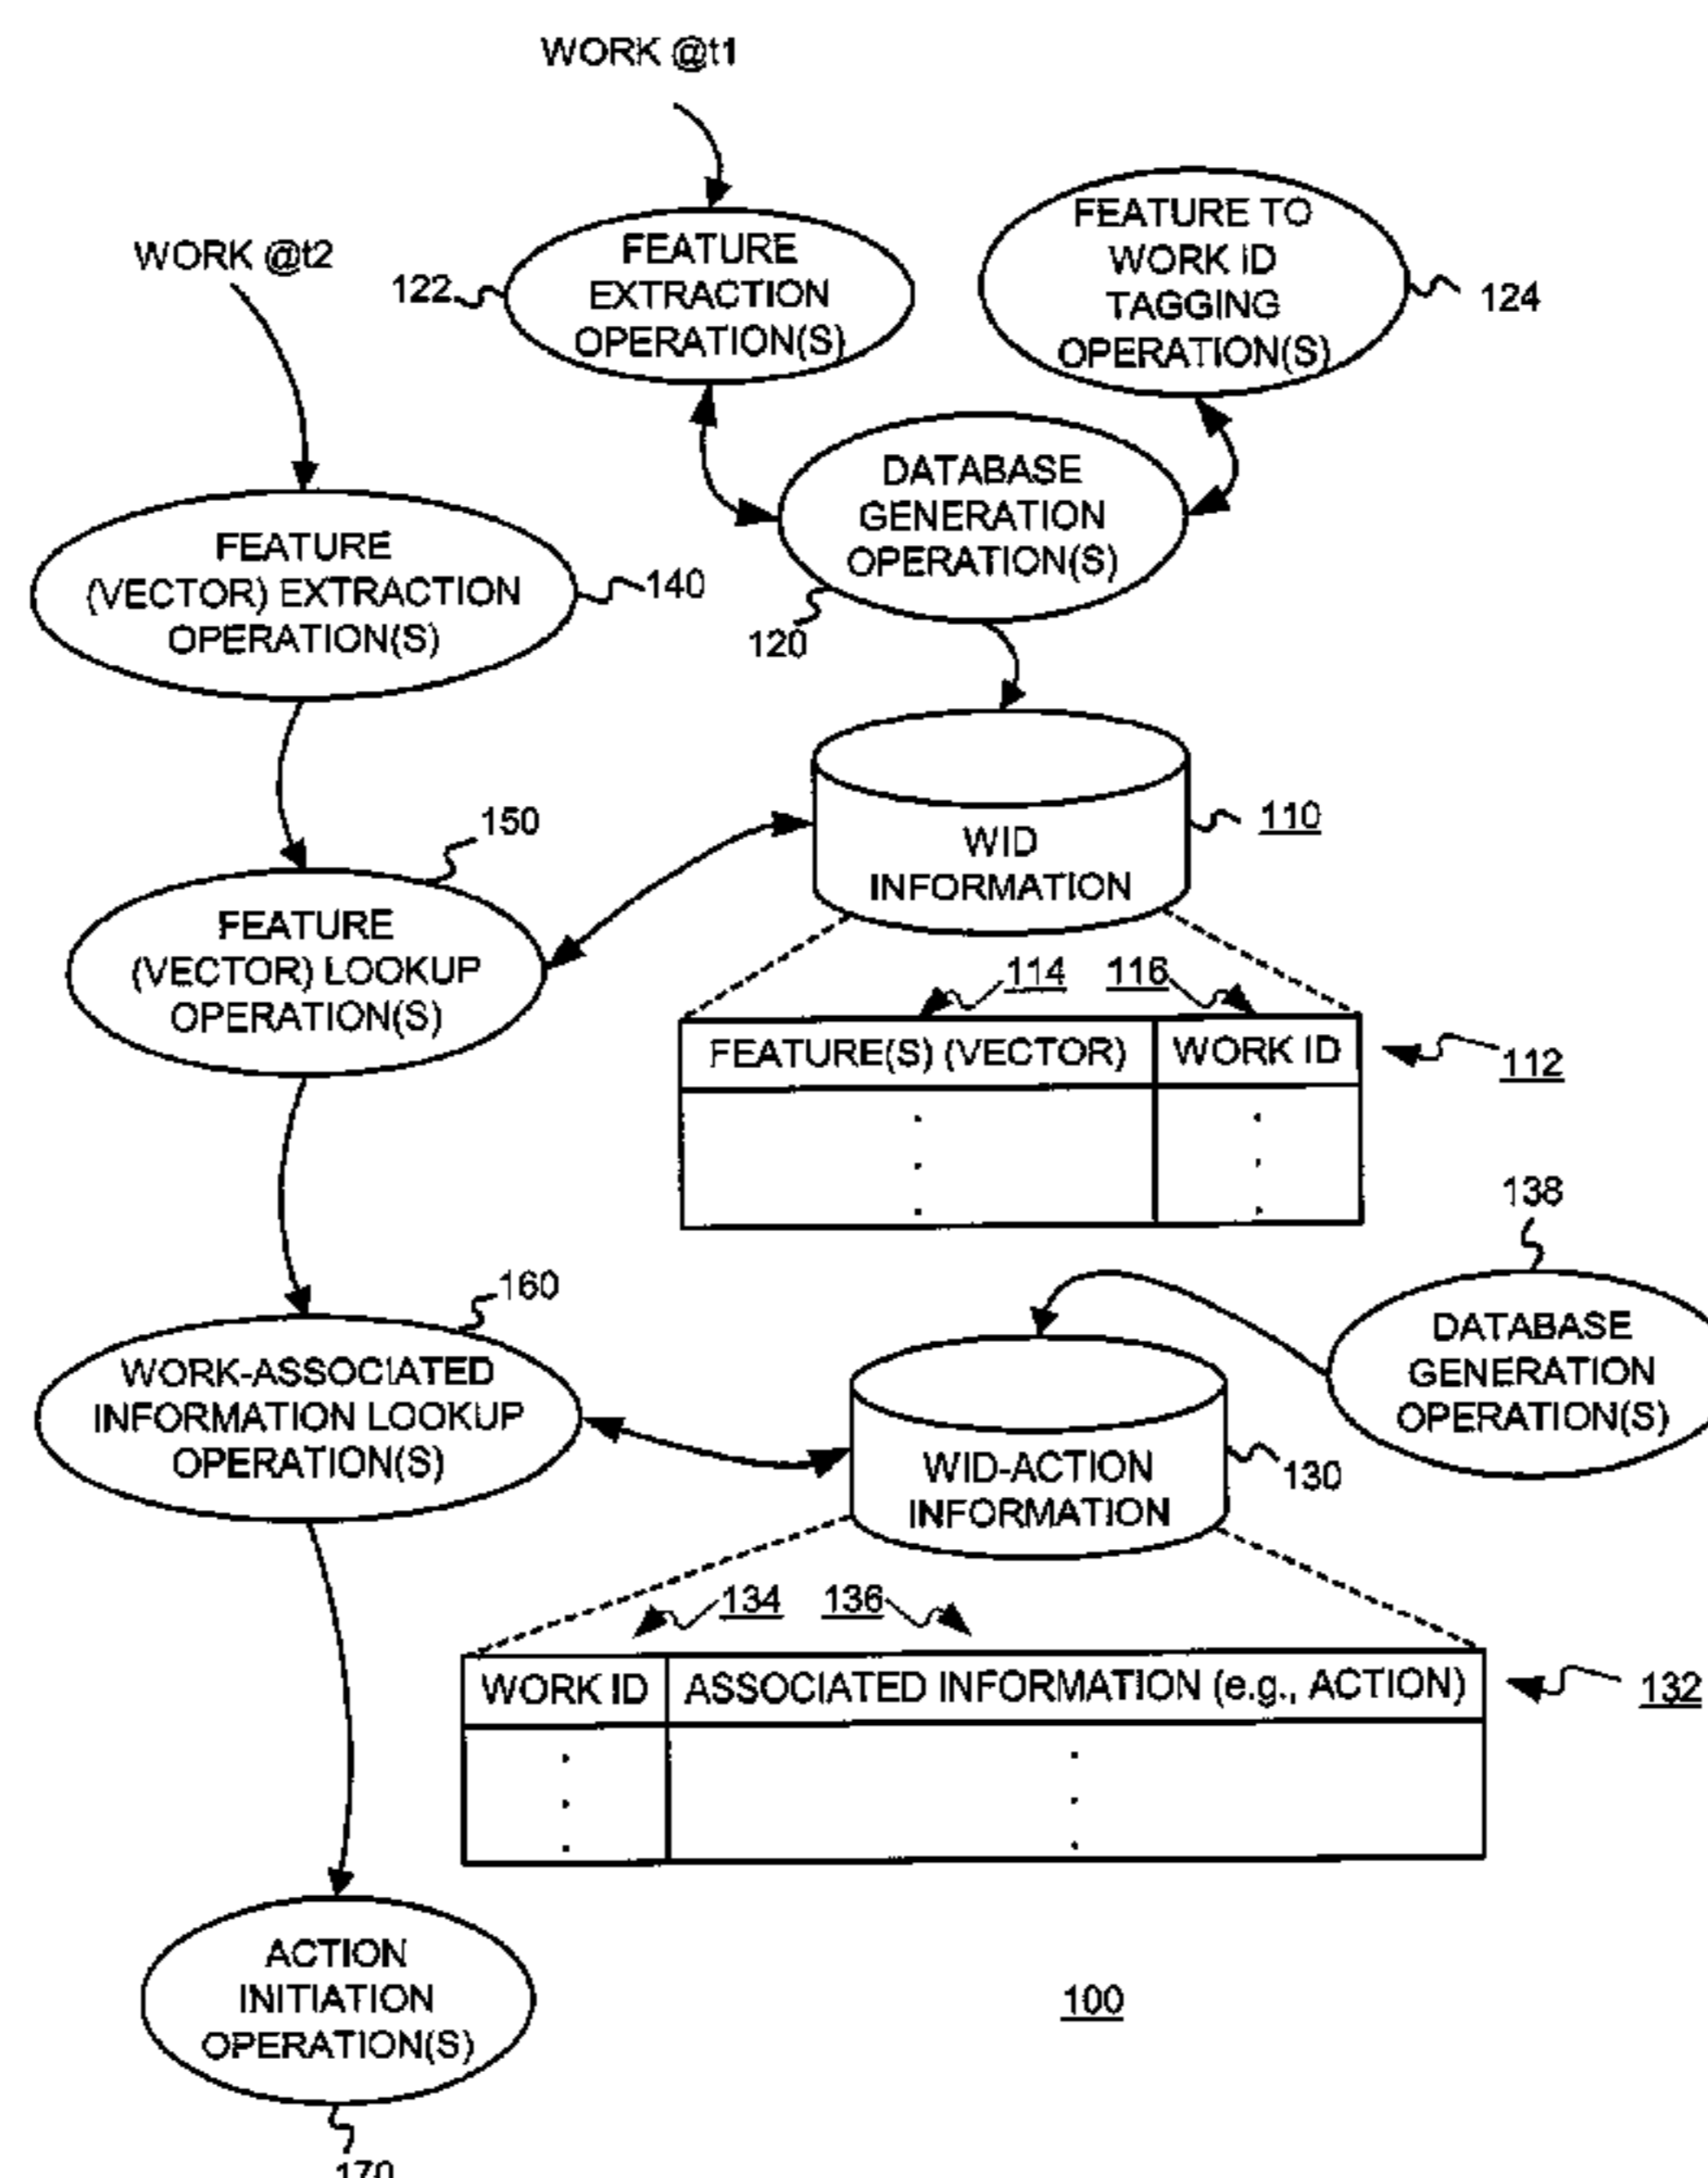 WORK @t1
WORK @t2
122
FEATURE
EXTRACTION
OPERATION(S)
FEATURE TO
WORK ID
TAGGING
OPERATION(S)
124
DATABASE
GENERATION
OPERATION(S)
120
FEATURE
(VECTOR) EXTRACTION
OPERATION(S)
140
150
FEATURE
(VECTOR) LOOKUP
OPERATION(S)
WID
INFORMATION
110
114
116
FEATURE(S) (VECTOR)
WORK ID
112
138
DATABASE
GENERATION
OPERATION(S)
160
WORK-ASSOCIATED
INFORMATION LOOKUP
OPERATION(S)
WID-ACTION
INFORMATION
130
134
136
WORK ID
ASSOCIATED INFORMATION (e.g., ACTION)
132
ACTION
INITIATION
OPERATION(S)
100
170